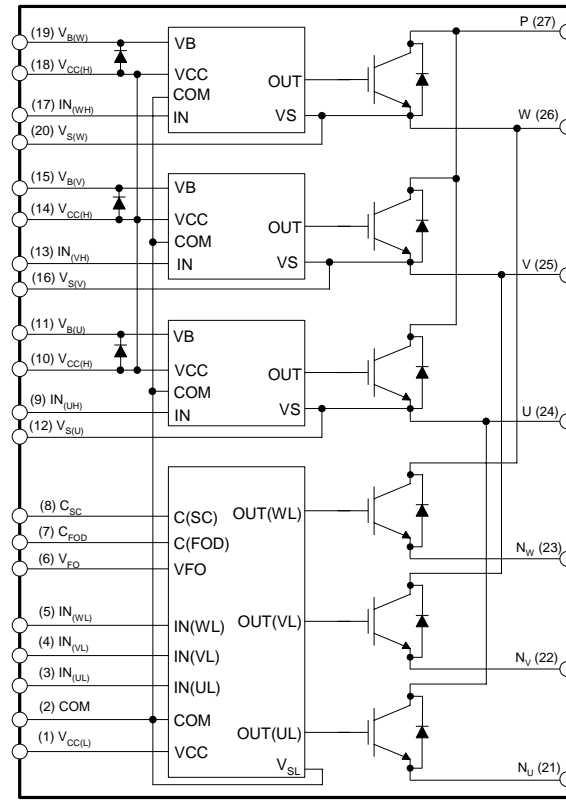 (19) VB(W)
(18) VCC(H)
(17) IN(WH)
(20) VS(W)
VB
VCC
COM
IN
OUT
VS
P (27)
W (26)
(15) VB(V)
(14) VCC(H)
(13) IN(VH)
(16) VS(V)
VB
VCC
COM
IN
OUT
VS
V (25)
(11) VB(U)
(10) VCC(H)
(9) IN(UH)
(12) VS(U)
VB
VCC
COM
IN
OUT
VS
U (24)
(8) CSC
(7) CFOD
(6) VFO
(5) IN(WL)
(4) IN(VL)
(3) IN(UL)
(2) COM
(1) VCC(L)
C(SC)
C(FOD)
VFO
IN(WL)
IN(VL)
IN(UL)
COM
VCC
OUT(WL)
OUT(VL)
OUT(UL)
VSL
NW (23)
NV (22)
NU (21)